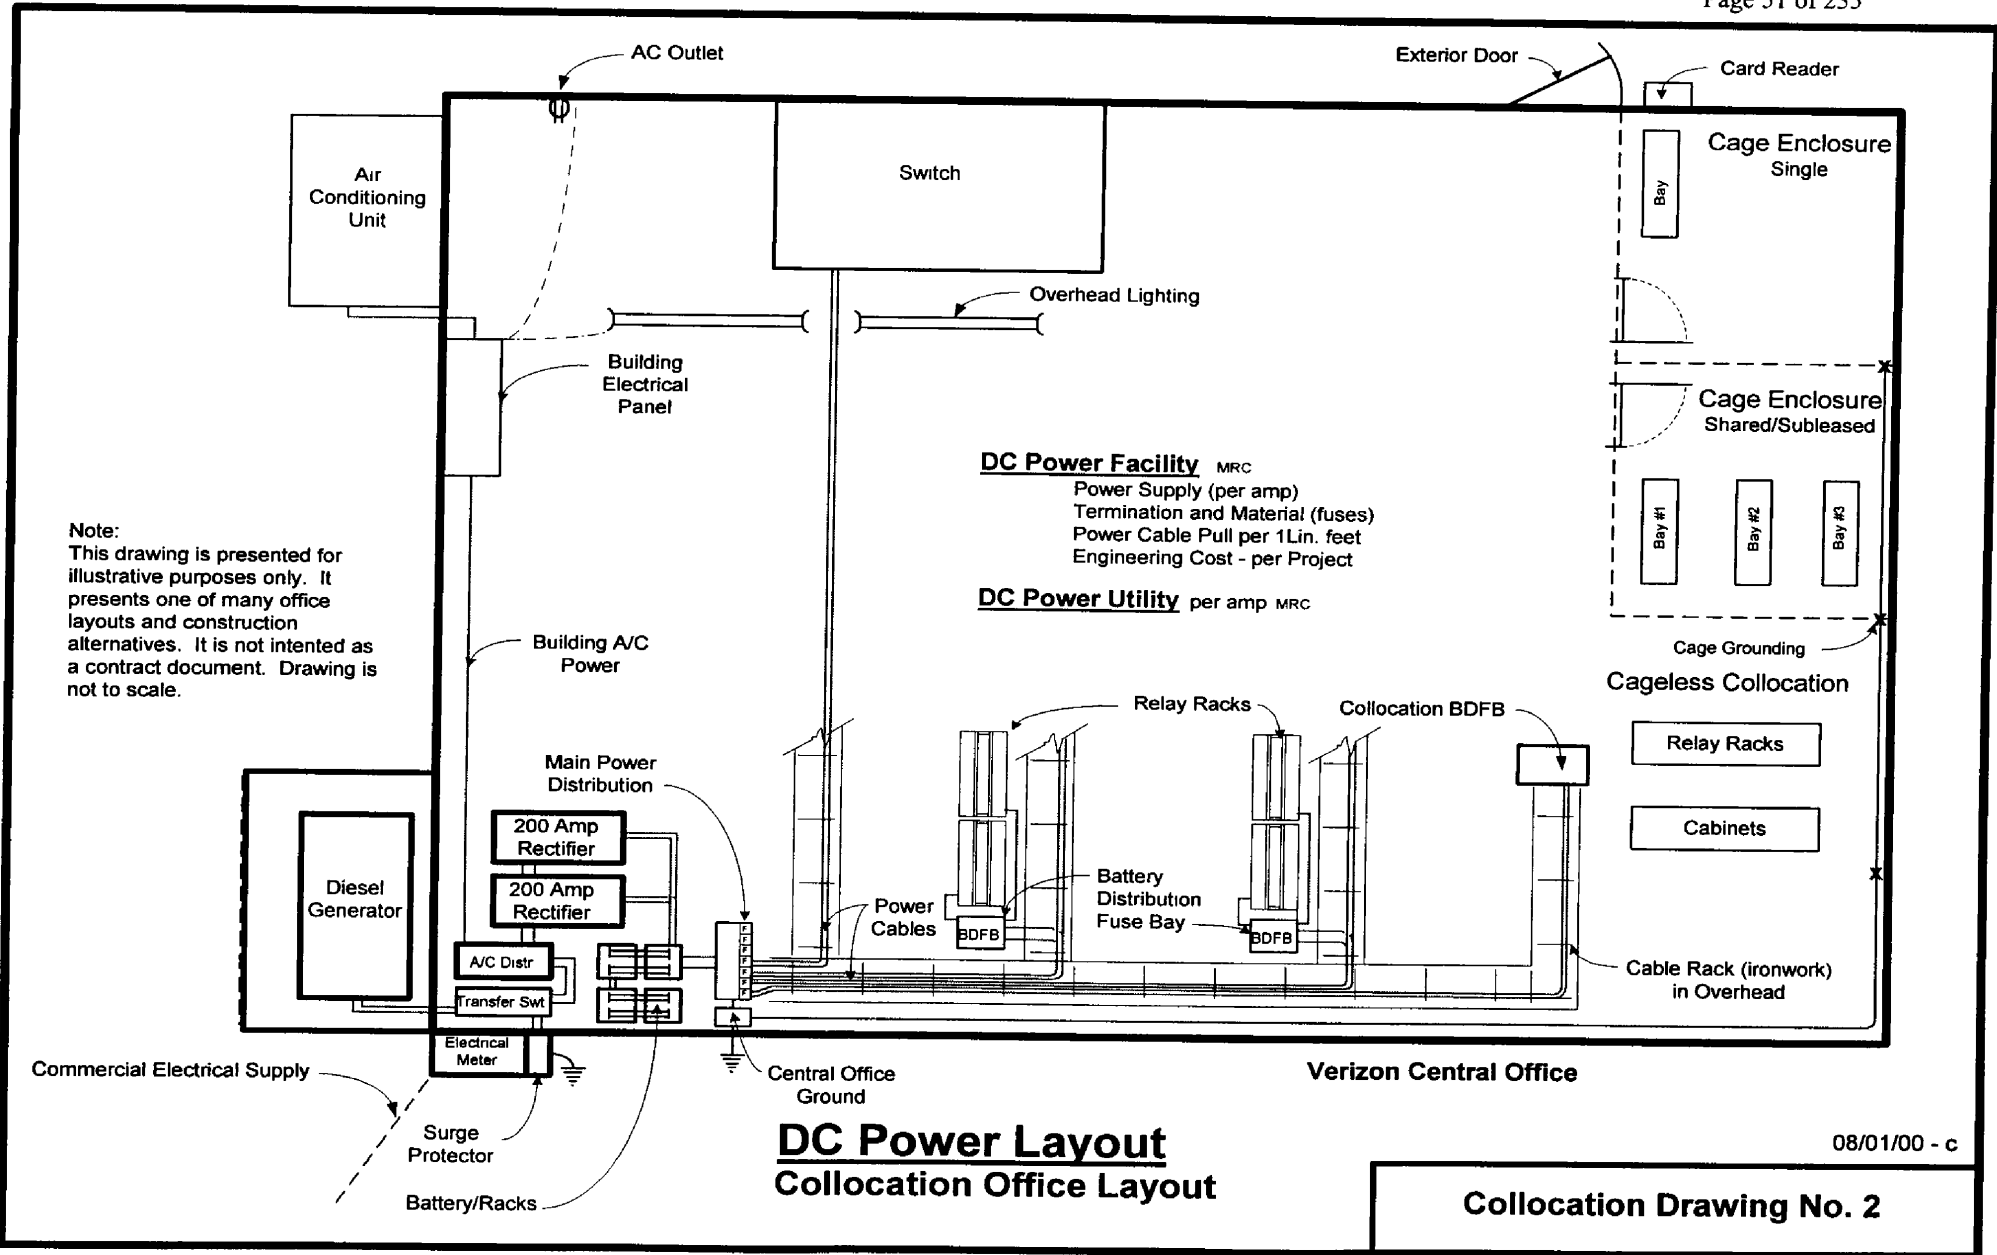 Page 51 of 235
AC Outlet
Exterior Door
Card Reader
Air
Conditioning
Unit
Switch
Cage Enclosure
Single
Bay
Overhead Lighting
Building
Electrical
Panel
Cage Enclosure
Shared/Subleased
Bay #1
Bay #2
Bay #3
DC Power Facility MRC
Power Supply (per amp)
Termination and Material (fuses)
Power Cable Pull per 1Lin. feet
Engineering Cost - per Project
DC Power Utility per amp MRC
Note:
This drawing is presented for
illustrative purposes only. It
presents one of many office
layouts and construction
alternatives. It is not intented as
a contract document. Drawing is
not to scale.
Building A/C
Power
Cage Grounding
Cageless Collocation
Relay Racks
Collocation BDFB
Relay Racks
Cabinets
Main Power
Distribution
200 Amp
Rectifier
200 Amp
Rectifier
Diesel
Generator
A/C Distr
Transfer Swt
Electrical
Meter
F
F
F
F
F
F
F
Power
Cables
BDFB
Battery
Distribution
Fuse Bay
BDFB
Cable Rack (ironwork)
in Overhead
Commercial Electrical Supply
Surge
Protector
Battery/Racks
Central Office
Ground
Verizon Central Office
DC Power Layout
Collocation Office Layout
08/01/00 - c
Collocation Drawing No. 2